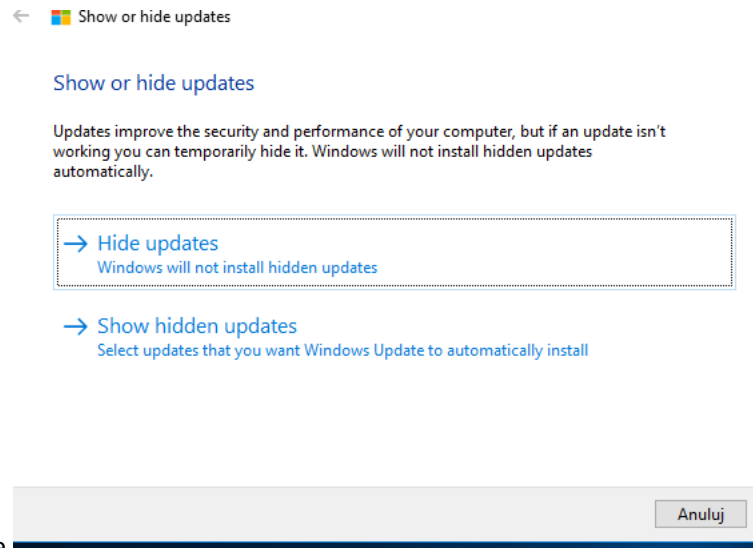 Show or hide updates
Show or hide updates
Updates improve the security and performance of your computer, but if an update isn't
working you can temporarily hide it. Windows will not install hidden updates
automatically.
Hide updates
Windows will not install hidden updates
Show hidden updates
Select updates that you want Windows Update to automatically install
Anuluj